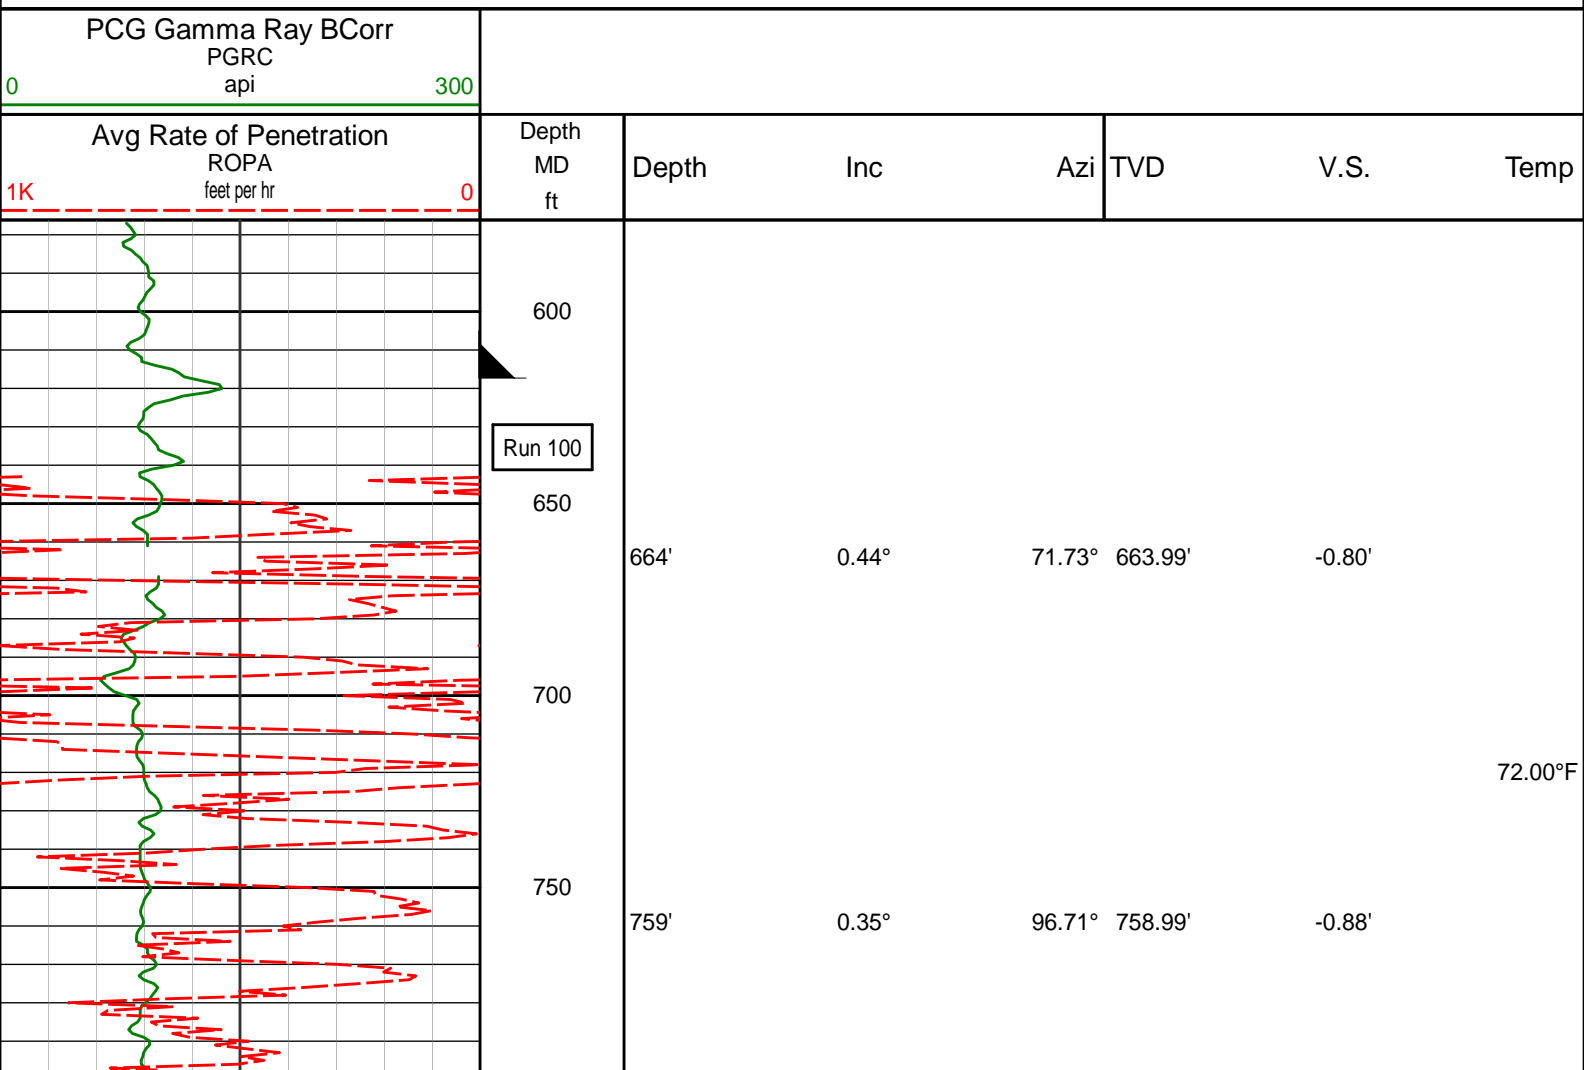 PCG Gamma Ray BCorr
PGRC
0 api 300
Avg Rate of Penetration
ROPA
1K feet per hr 0
Depth
MD
ft
Depth Inc Azi TVD V.S. Temp
600
Run 100
650
664' 0.44° 71.73° 663.99' -0.80'
700
72.00°F
750
759' 0.35° 96.71° 758.99' -0.88'